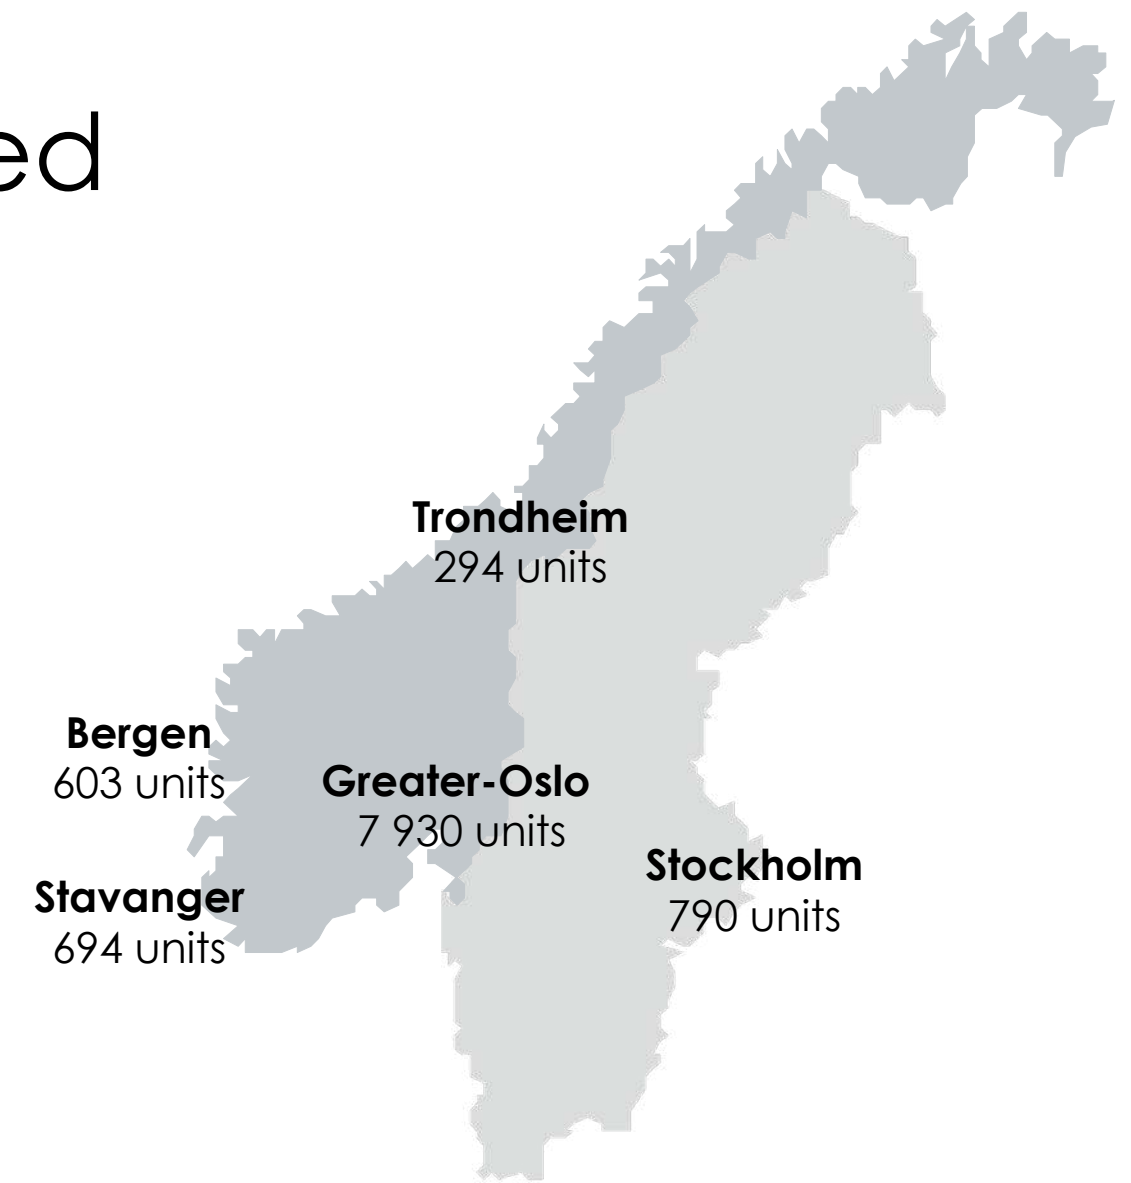 ed
Trondheim
294 units
Bergen
603 units
Greater-Oslo
7 930 units
Stockholm
790 units
Stavanger
694 units